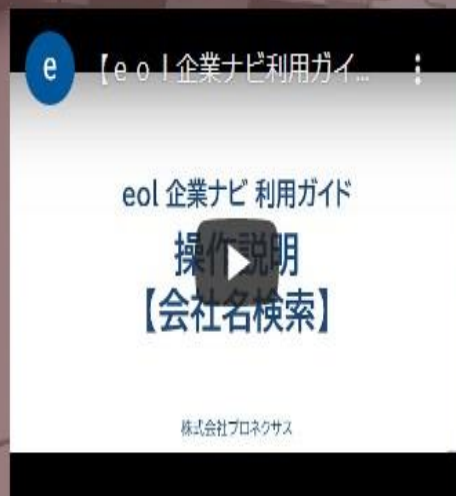 e 【eol企業ナビ利用ガイ...
eol 企業ナビ 利用ガイド
操作説明
【会社名検索】
株式会社プロネクサス